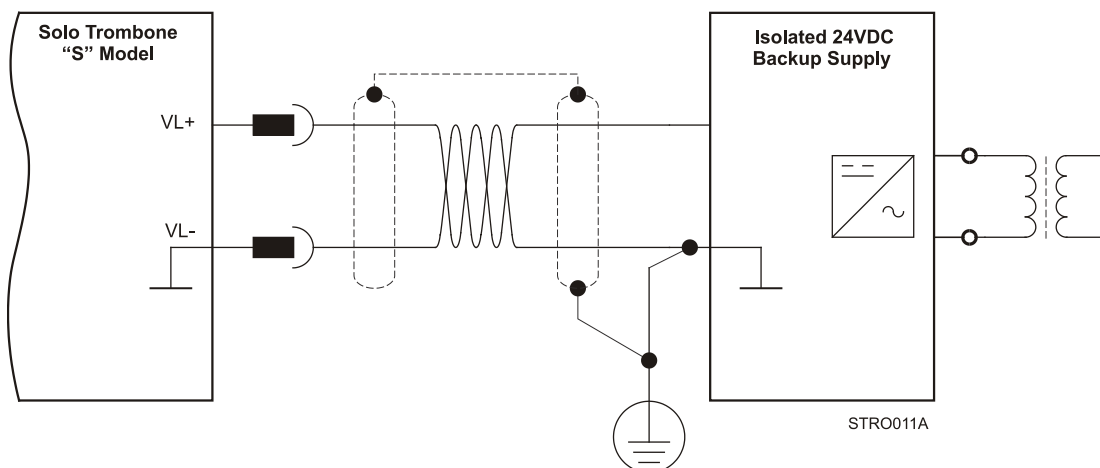 Solo Trombone
“S” Model
Isolated 24VDC
Backup Supply
VL+
VL-
STRO011A